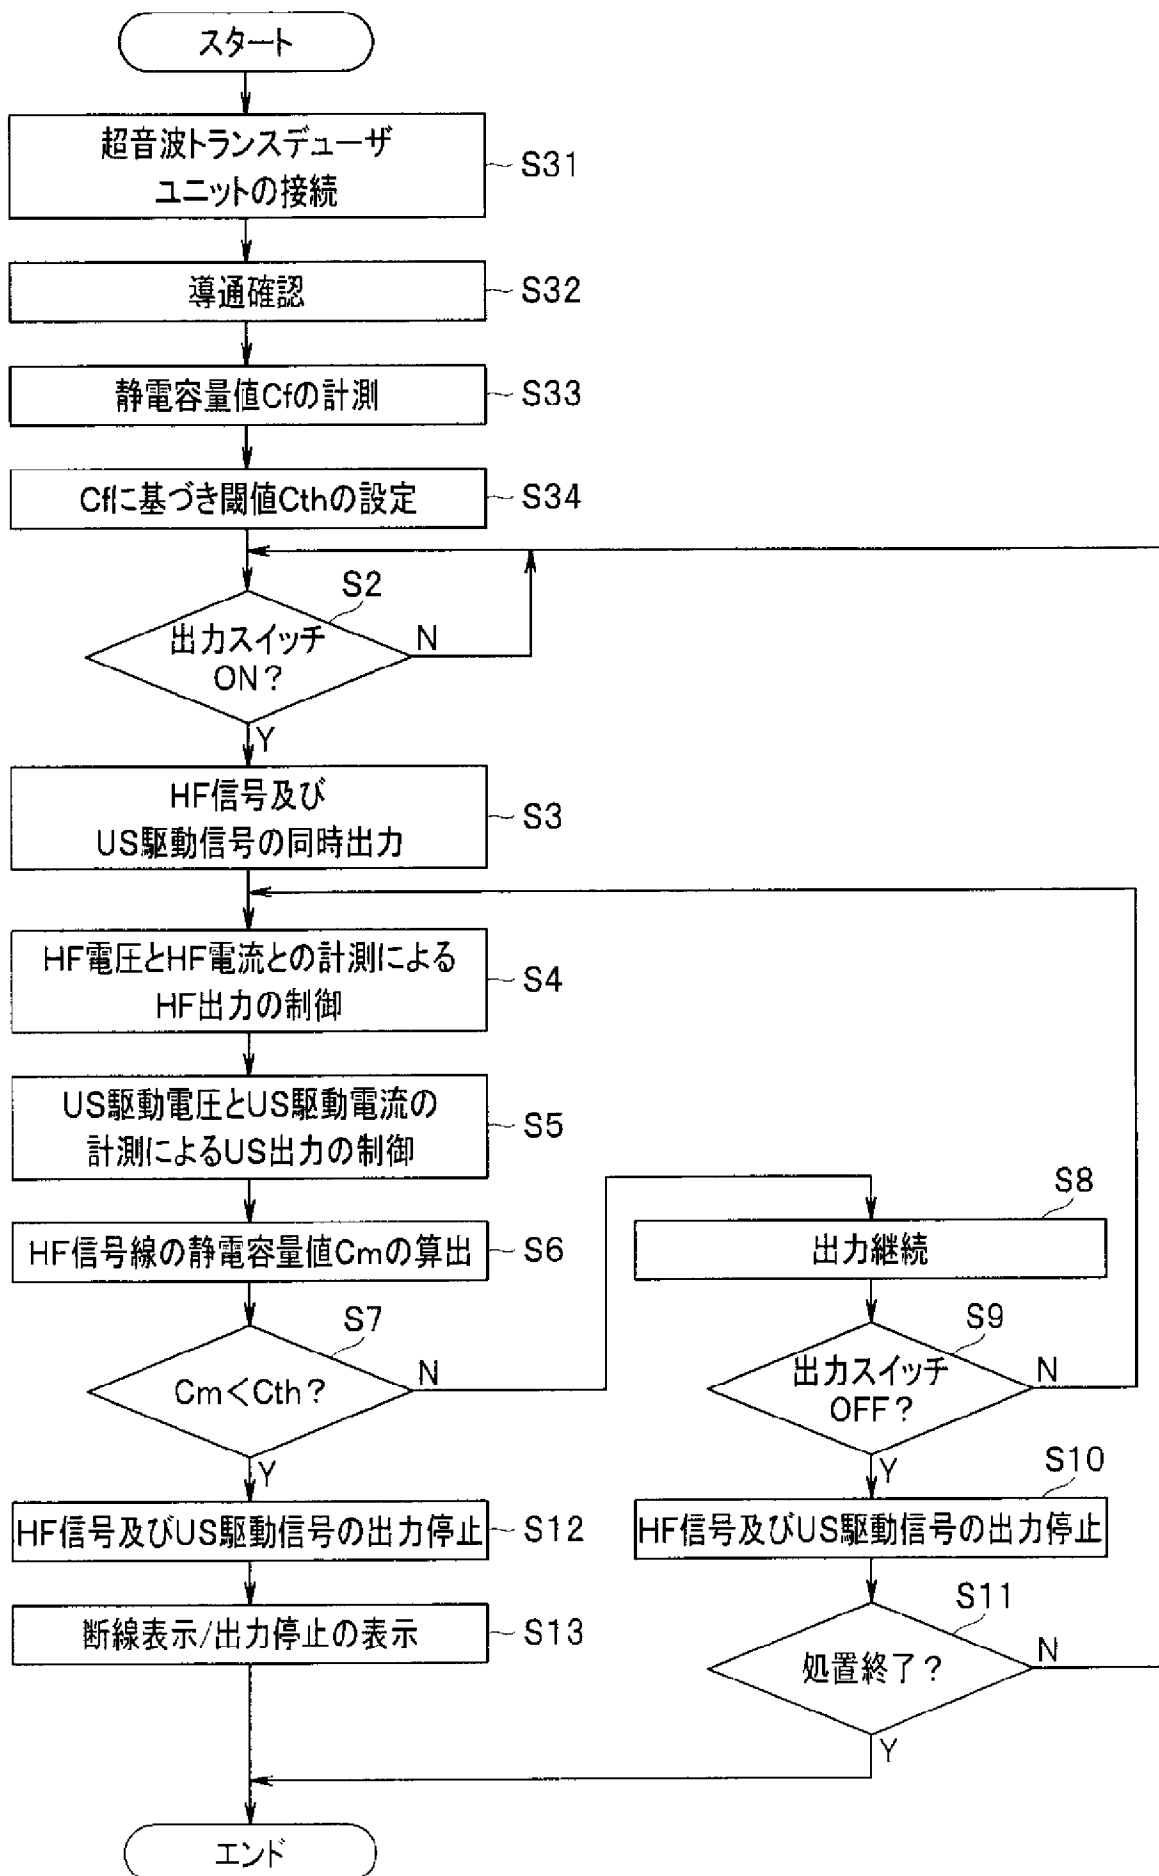 スタート
超音波トランスデューザ
ユニットの接続
S31
導通確認
S32
静電容量値Cfの計測
S33
Cfに基づき閾値Cthの設定
S34
S2
出力スイッチ
ON?
N
Y
HF信号及び
US駆動信号の同時出力
S3
HF電圧とHF電流との計測による
HF出力の制御
S4
US駆動電圧とUS駆動電流の
計測によるUS出力の制御
S5
HF信号線の静電容量値Cmの算出
S6
S7
Cm<Cth?
N
Y
S8
出力継続
S9
出力スイッチ
OFF?
N
Y
S10
HF信号及びUS駆動信号の出力停止
S11
処置終了?
N
Y
HF信号及びUS駆動信号の出力停止
S12
断線表示/出力停止の表示
S13
エンド